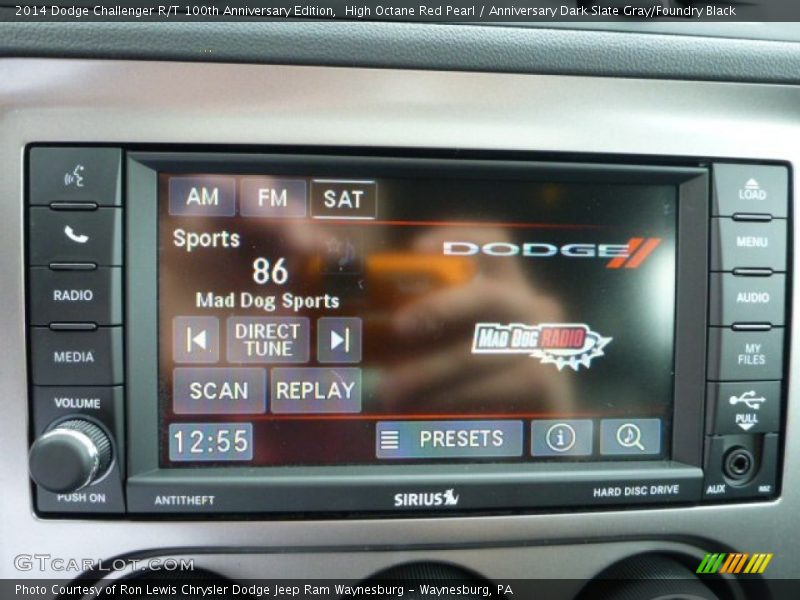 2014 Dodge Challenger R/T 100th Anniversary Edition,  High Octane Red Pearl / Anniversary Dark Slate Gray/Foundry Black
AM FM SAT
LOAD
MENU
RADIO
AUDIO
MEDIA
MY FILES
VOLUME
PULL
PUSH ON
AUX
RBZ
Sports
DODGE
86
Mad Dog Sports
MAD DOG RADIO
DIRECT TUNE
SCAN REPLAY
12:55
PRESETS
ANTITHEFT
SIRIUS
HARD DISC DRIVE
GTcarlot.com
Photo Courtesy of Ron Lewis Chrysler Dodge Jeep Ram Waynesburg - Waynesburg, PA